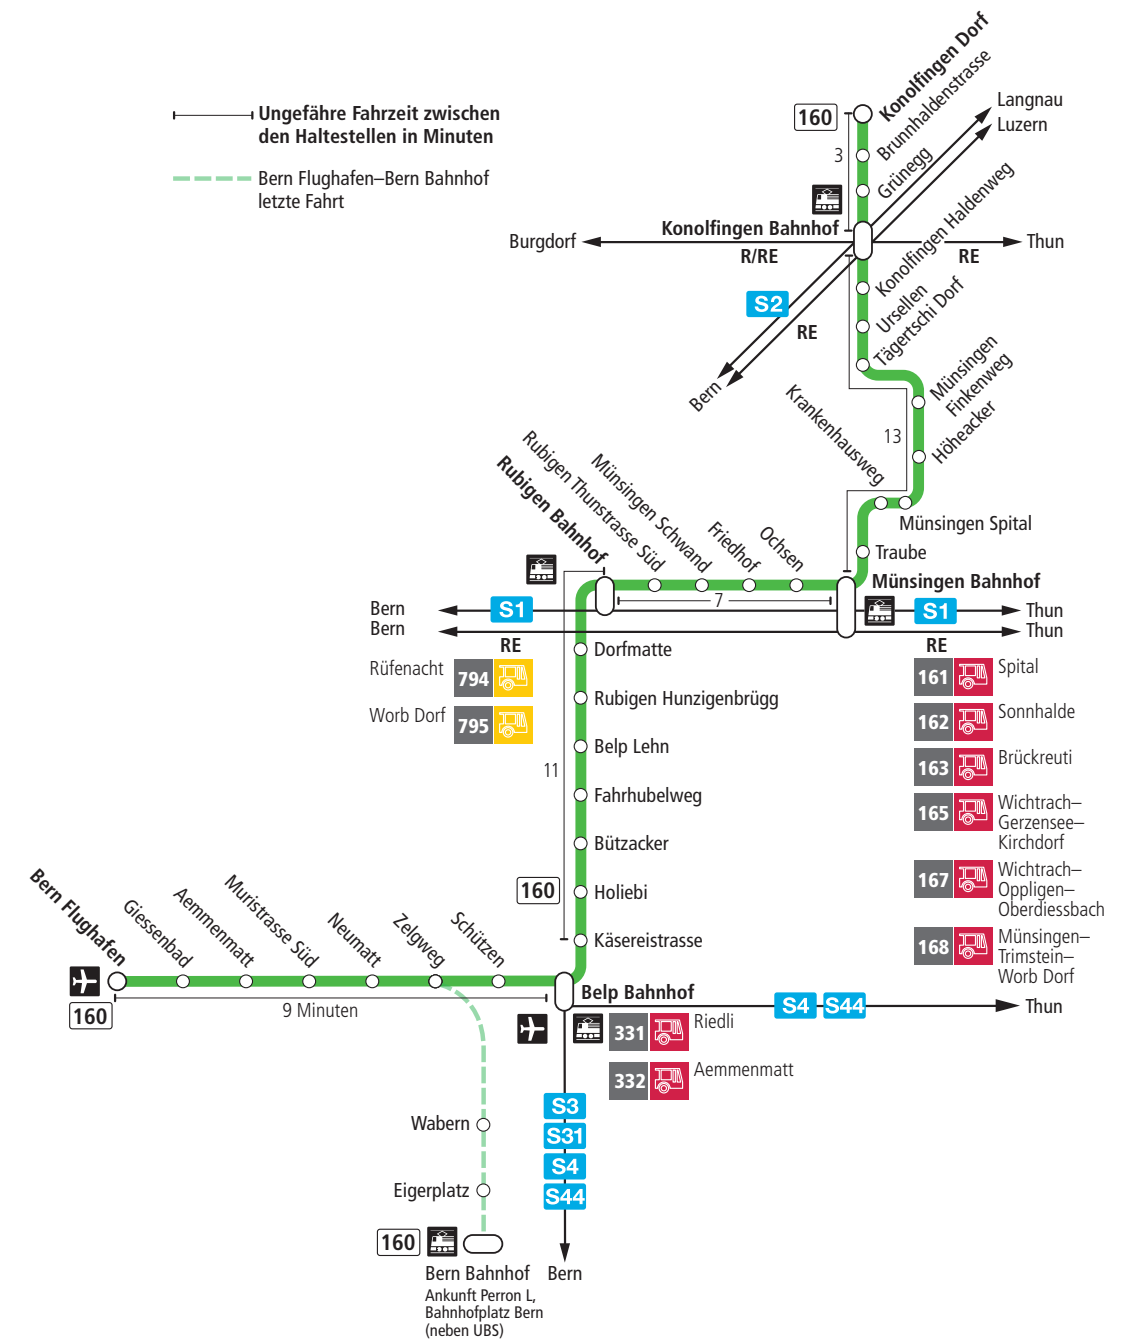 Ungefähre Fahrzeit zwischen
den Haltestellen in Minuten
Bern Flughafen–Bern Bahnhof
letzte Fahrt
160
Konolfingen Dorf
Brunnhaldenstrasse
Grünegg
3
Langnau
Luzern
Konolfingen Bahnhof
Burgdorf
R/RE
RE
Thun
Konolfingen Haldenweg
S2
RE
Ursellen
Tägertschi Dorf
Bern
Münsingen
Finkenweg
Höheacker
13
Krankenhausweg
Münsingen Spital
Traube
Münsingen Bahnhof
Rubigen Bahnhof
Rubigen Thunstrasse Süd
Münsingen Schwand
Friedhof
Ochsen
7
Bern
S1
S1
Thun
Bern
Thun
RE
RE
Rüfenacht
794
Worb Dorf
795
161
Spital
162
Sonnhalde
163
Brückreuti
165
Wichtrach–
Gerzensee–
Kirchdorf
167
Wichtrach–
Oppligen–
Oberdiessbach
168
Münsingen–
Trimstein–
Worb Dorf
Dorfmatte
Rubigen Hunzigenbrügg
Belp Lehn
11
Fahrhubelweg
Bützacker
160
Holiebi
Käsereistrasse
Bern Flughafen
Giessenbad
Aemmenmatt
Muristrasse Süd
Neumatt
Zelgweg
Schützen
160
9 Minuten
Belp Bahnhof
S4
S44
Thun
331
Riedli
332
Aemmenmatt
S3
S31
S4
S44
Bern
Wabern
Eigerplatz
160
Bern Bahnhof
Ankunft Perron L,
Bahnhofplatz Bern
(neben UBS)